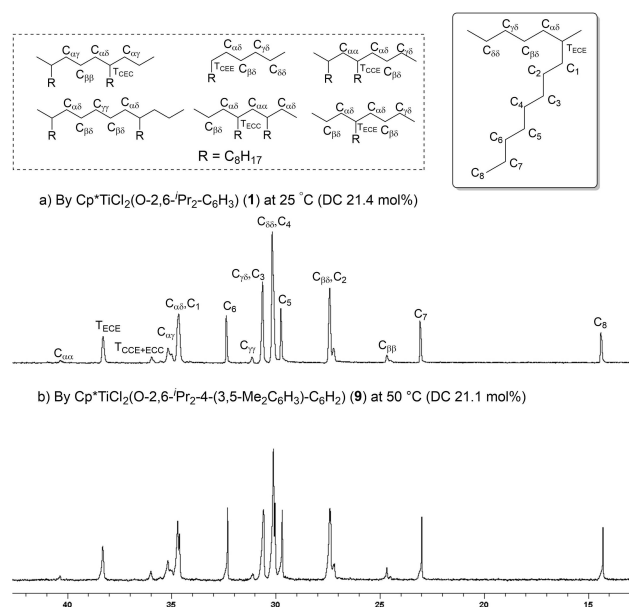 Cαγ Cαδ Cαγ
Cββ
R R
TCEC
Cαδ Cγδ
TCEE Cβδ Cδδ
R
Cαα Cαδ Cγδ
TCCE Cβδ
R R
Cαδ Cγγ Cαδ
Cβδ Cβδ
R R
Cαδ Cαα Cαδ
Cβδ TECC
R R
Cαδ Cαδ Cγδ
Cβδ TECE Cβδ
R
R = C8H17
Cγδ Cαδ
Cδδ Cβδ TECE
C2 C1
C4 C3
C6 C5
C8 C7
a) By Cp*TiCl2(O-2,6-iPr2-C6H3) (1) at 25 °C (DC 21.4 mol%)
Cαα
TECE
TCCE+ECC
Cαγ
Cαδ,C1
C6
Cγγ
Cγδ,C3
Cδδ,C4
C5
Cβδ,C2
Cββ
C7
C8
b) By Cp*TiCl2(O-2,6-iPr2-4-(3,5-Me2C6H3)-C6H2) (9) at 50 °C (DC 21.1 mol%)
40 35 30 25 20 15